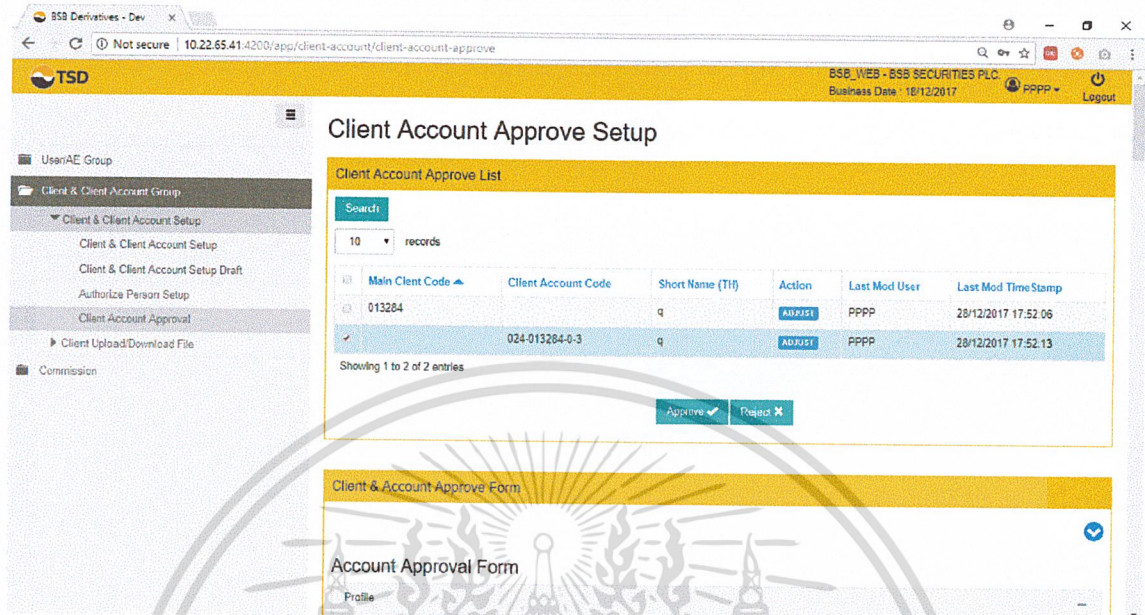 BSB Derivatives - Dev
Not secure 10.22.65.41:4200/app/client-account/client-account-approve
TSD
BSB_WEB - BSB SECURITIES PLC.
Business Date : 18/12/2017
PPPP
Logout
User/AE Group
Client & Client Account Group
Client & Client Account Setup
Client & Client Account Setup
Client & Client Account Setup Draft
Authorize Person Setup
Client Account Approval
Client Upload/Download File
Commission
Client Account Approve Setup
Client Account Approve List
Search
10 records
Main Clent Code Client Account Code Short Name (TH) Action Last Mod User Last Mod TimeStamp
013284 q ADJUST PPPP 28/12/2017 17:52:06
024-013284-0-3 q ADJUST PPPP 28/12/2017 17:52:13
Showing 1 to 2 of 2 entries
Approve Reject
Client & Account Approve Form
Account Approval Form
Profile